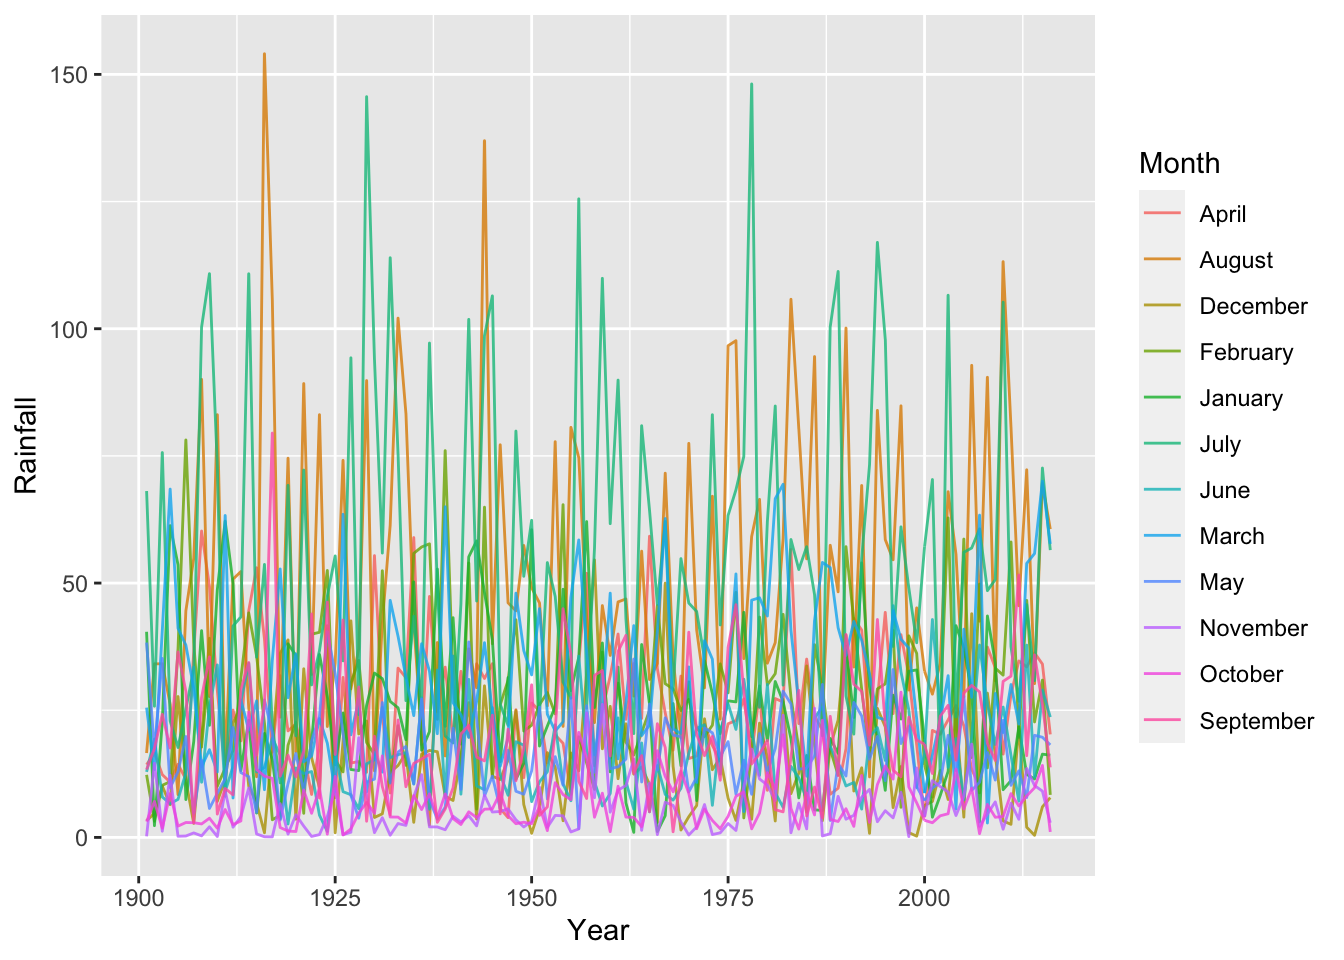 150
100
50
0
Rainfall
1900 1925 1950 1975 2000
Year
Month
April
August
December
February
January
July
June
March
May
November
October
September